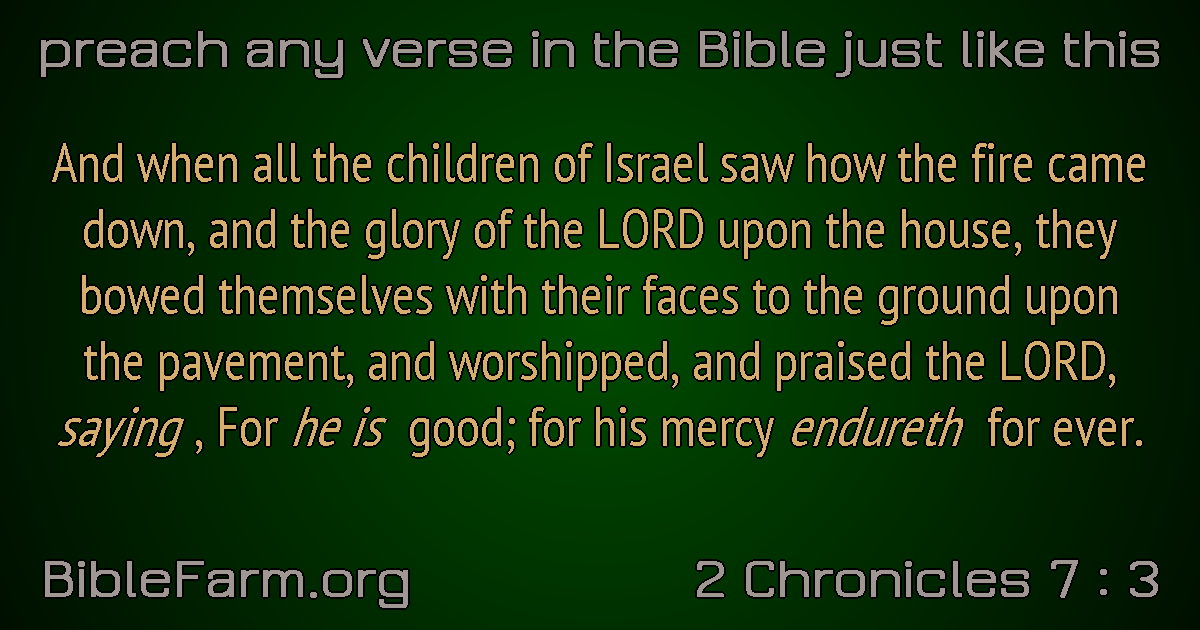 preach any verse in the Bible just like this
And when all the children of Israel saw how the fire came
down, and the glory of the LORD upon the house, they
bowed themselves with their faces to the ground upon
the pavement, and worshipped, and praised the LORD,
saying , For he is good; for his mercy endureth for ever.
BibleFarm.org
2 Chronicles 7 : 3